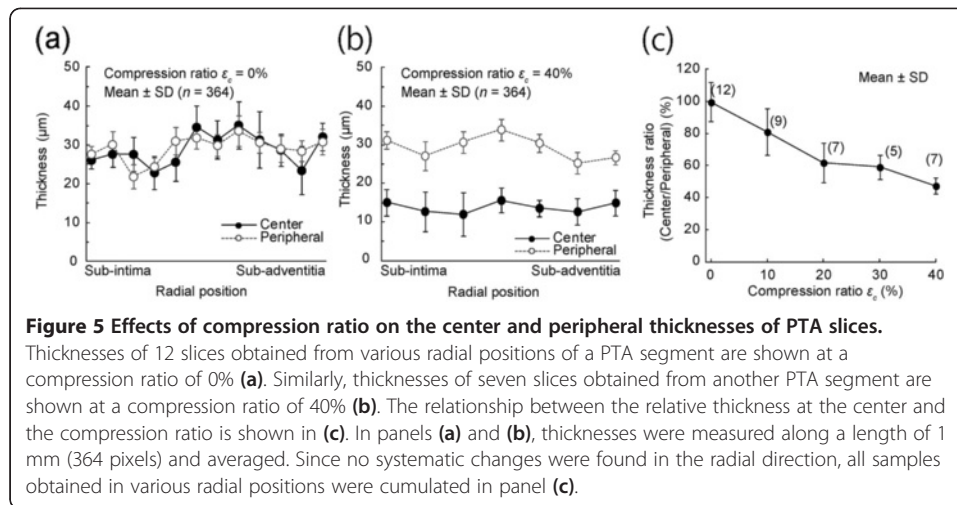 (a)
Compression ratio εc = 0%
Mean ± SD (n = 364)
Thickness (μm)
50
40
30
20
10
0
Center
Peripheral
Sub-intima
Sub-adventitia
Radial position
(b)
Compression ratio εc = 40%
Mean ± SD (n = 364)
Thickness (μm)
50
40
30
20
10
0
Center
Peripheral
Sub-intima
Sub-adventitia
Radial position
(c)
Mean ± SD
Thickness ratio
(Center/Peripheral) (%)
120
100
80
60
40
20
0
(12)
(9)
(7)
(5)
(7)
0
10
20
30
40
Compression ratio εc (%)
Figure 5 Effects of compression ratio on the center and peripheral thicknesses of PTA slices.
Thicknesses of 12 slices obtained from various radial positions of a PTA segment are shown at a
compression ratio of 0% (a). Similarly, thicknesses of seven slices obtained from another PTA segment are
shown at a compression ratio of 40% (b). The relationship between the relative thickness at the center and
the compression ratio is shown in (c). In panels (a) and (b), thicknesses were measured along a length of 1
mm (364 pixels) and averaged. Since no systematic changes were found in the radial direction, all samples
obtained in various radial positions were cumulated in panel (c).